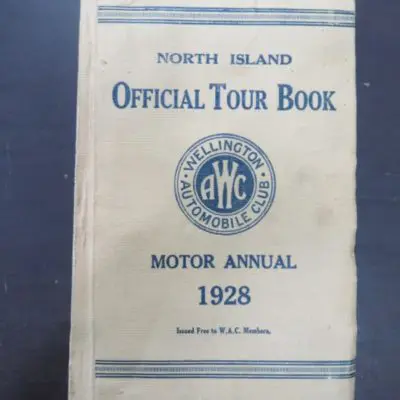 NORTH ISLAND
OFFICIAL TOUR BOOK
· WELLINGTON ·
AWC
AUTOMOBILE CLUB
MOTOR ANNUAL
1928
Issued Free to W.A.C. Members.